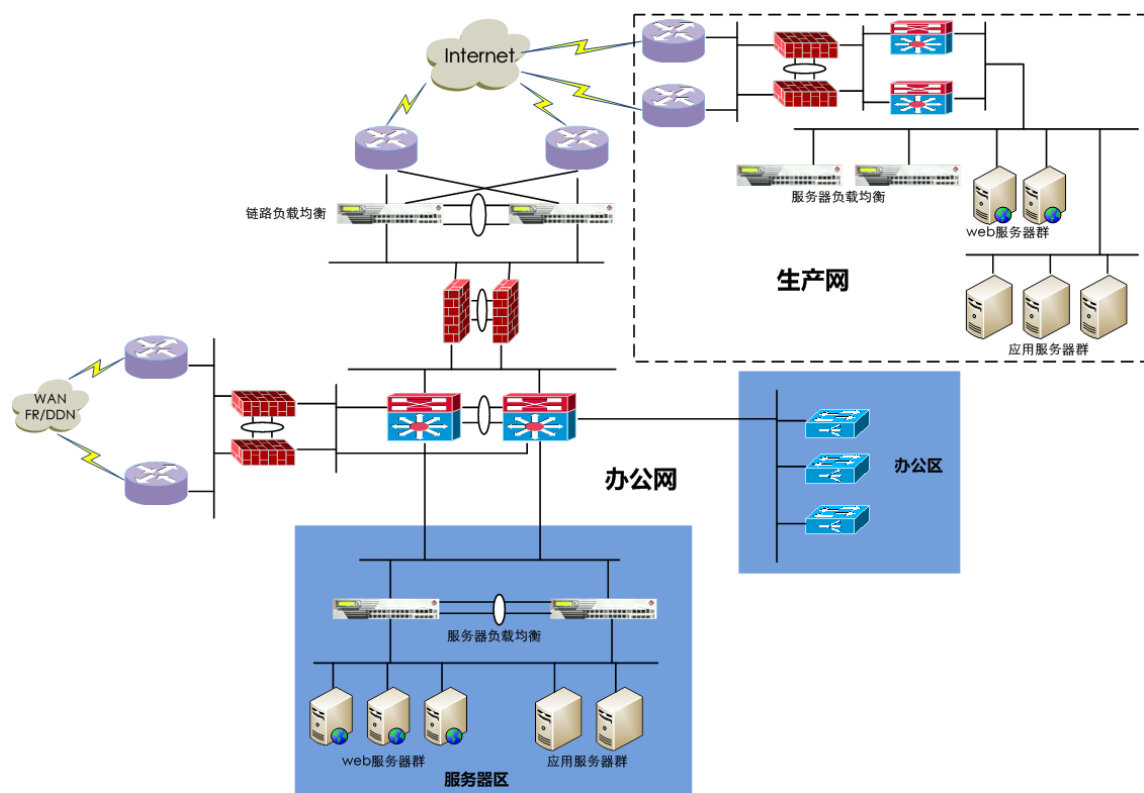 Internet
链路负载均衡
服务器负载均衡
web服务器群
生产网
应用服务器群
WAN
FR/DDN
办公网
办公区
服务器负载均衡
web服务器群
应用服务器群
服务器区